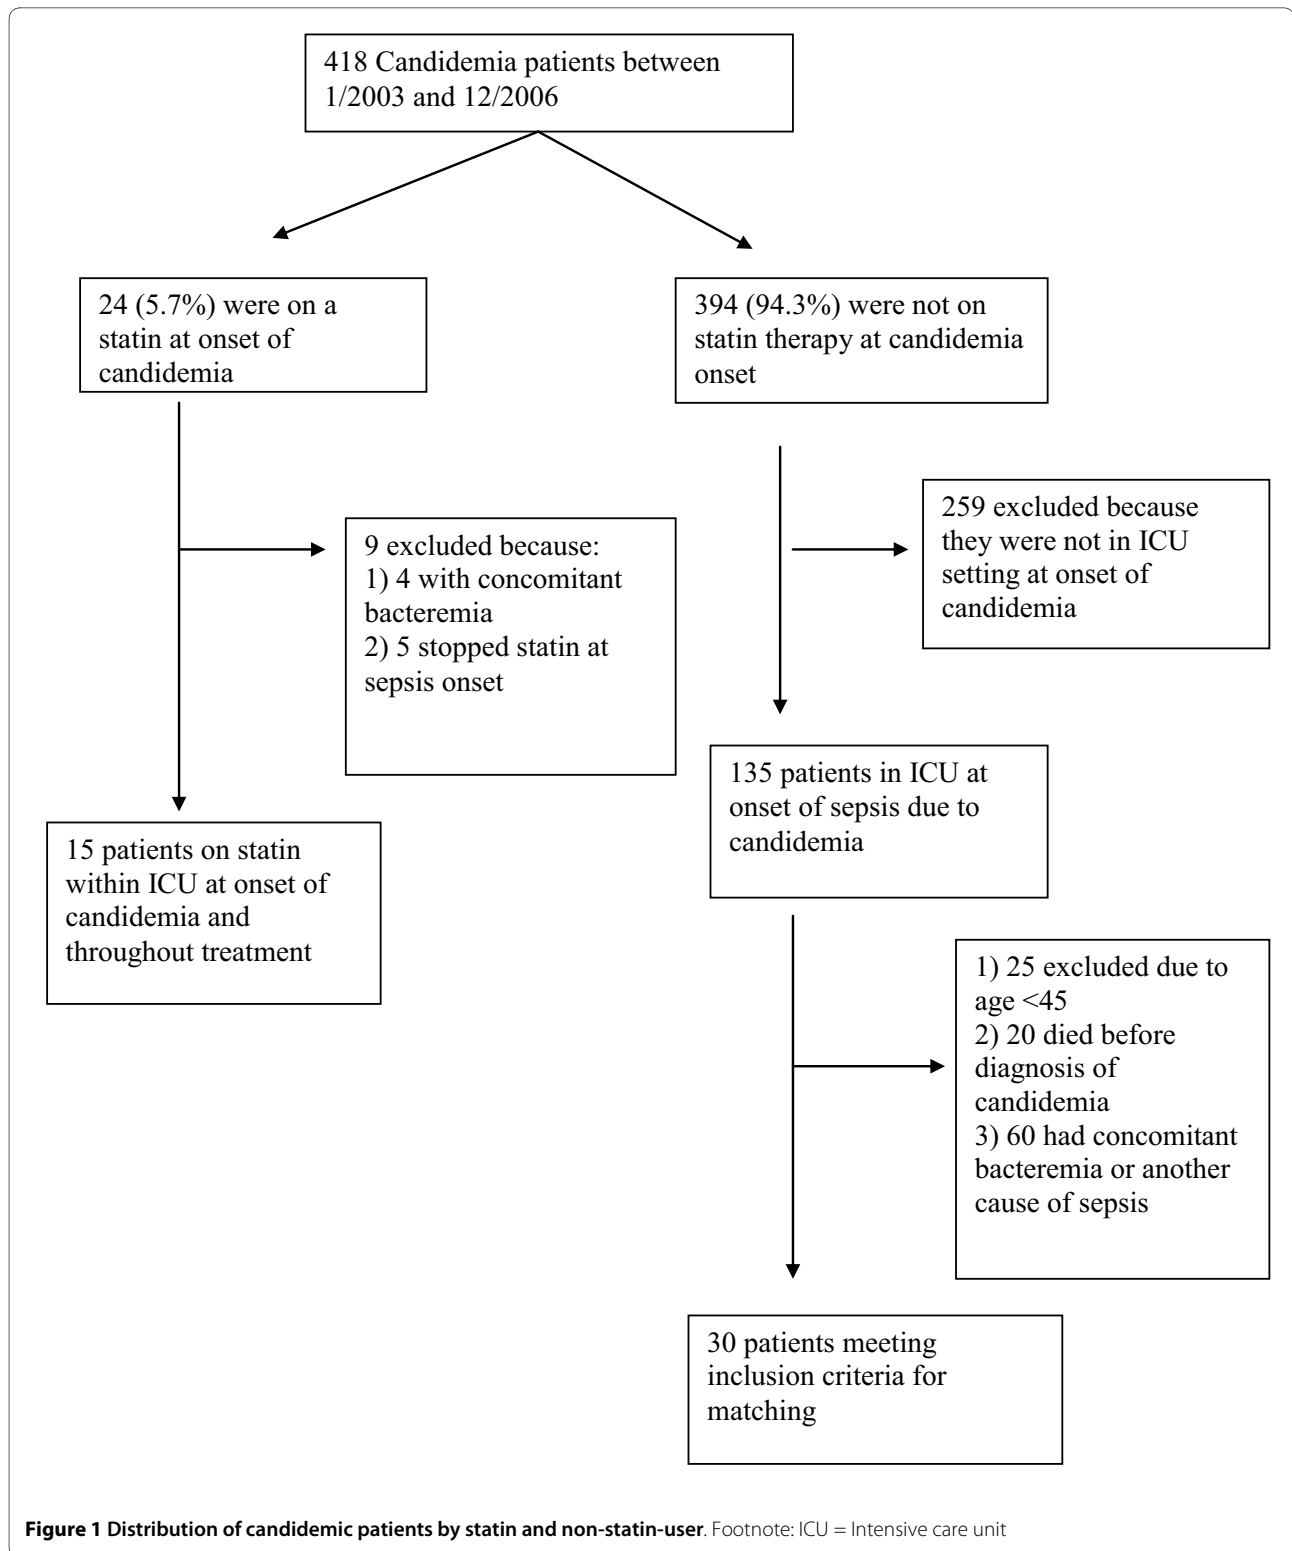 418 Candidemia patients between
1/2003 and 12/2006
24 (5.7%) were on a
statin at onset of
candidemia
394 (94.3%) were not on
statin therapy at candidemia
onset
259 excluded because
they were not in ICU
setting at onset of
candidemia
9 excluded because:
1) 4 with concomitant
bacteremia
2) 5 stopped statin at
sepsis onset
135 patients in ICU at
onset of sepsis due to
candidemia
15 patients on statin
within ICU at onset of
candidemia and
throughout treatment
1) 25 excluded due to
age <45
2) 20 died before
diagnosis of
candidemia
3) 60 had concomitant
bacteremia or another
cause of sepsis
30 patients meeting
inclusion criteria for
matching
Figure 1 Distribution of candidemic patients by statin and non-statin-user. Footnote: ICU = Intensive care unit